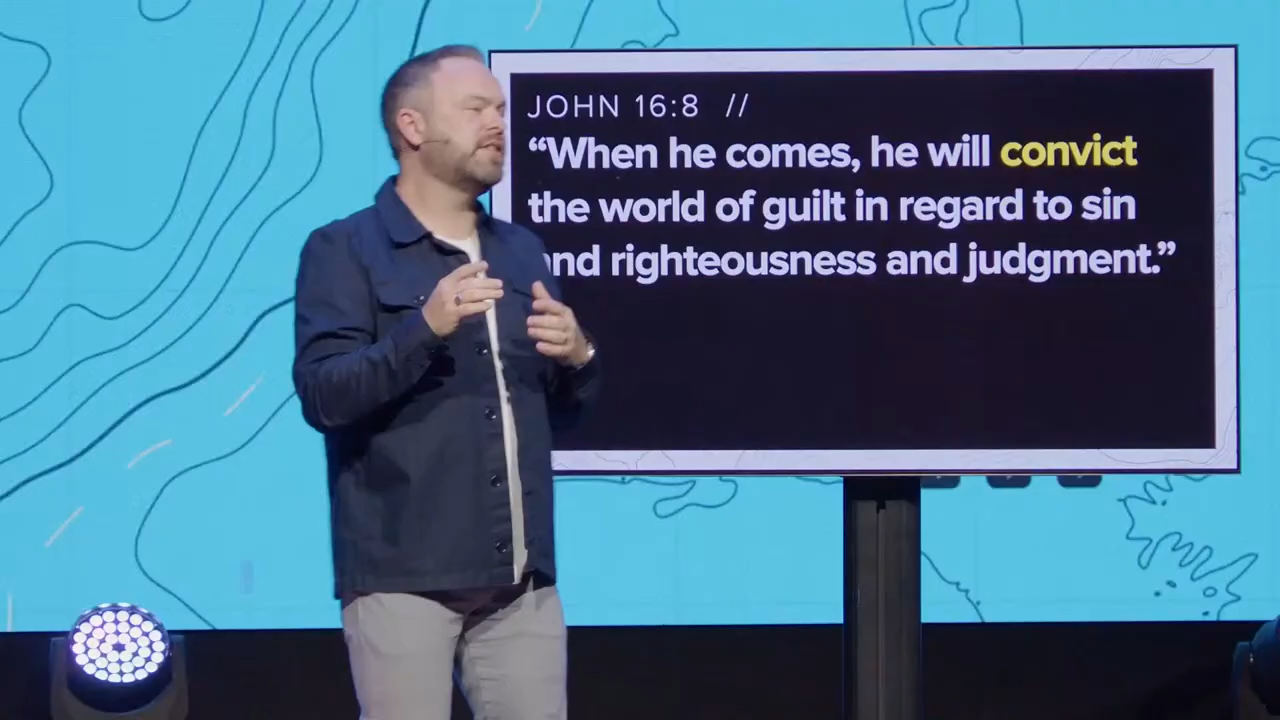 JOHN 16:8 //
“When he comes, he will convict
the world of guilt in regard to sin
and righteousness and judgment.”